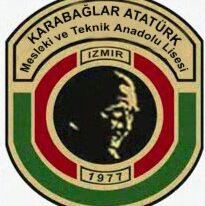 KARABAĞLAR ATATÜRK
Mesleki ve Teknik Anadolu Lisesi
İZMİR
1977